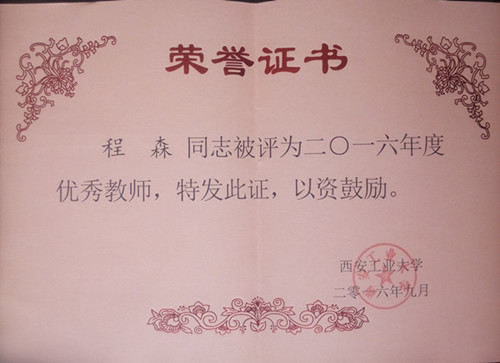 荣誉证书
程 森 同志被评为二〇一六年度
优秀教师，特发此证，以资鼓励。
西安工业大学
二零一六年九月